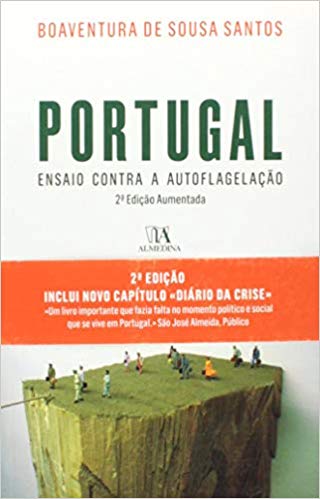 BOAVENTURA DE SOUSA SANTOS
PORTUGAL
ENSAIO CONTRA A AUTOFLAGELAÇÃO
2ª Edição Aumentada
ALMEDINA
2ª EDIÇÃO
INCLUI NOVO CAPÍTULO «DIÁRIO DA CRISE»
«Um livro importante que fazia falta no momento político e social
que se vive em Portugal.» São José Almeida, Público